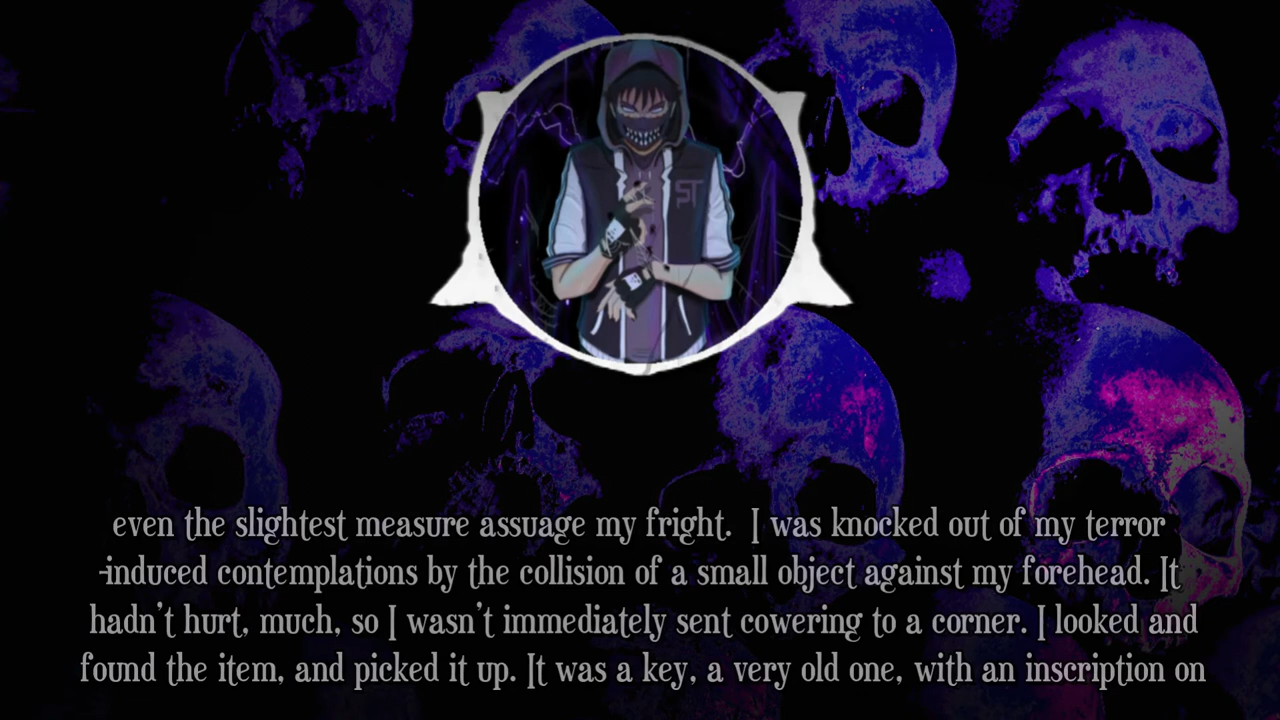 ST
even the slightest measure assuage my fright.  I was knocked out of my terror
-induced contemplations by the collision of a small object against my forehead. It
hadn't hurt, much, so I wasn't immediately sent cowering to a corner. I looked and
found the item, and picked it up. It was a key, a very old one, with an inscription on